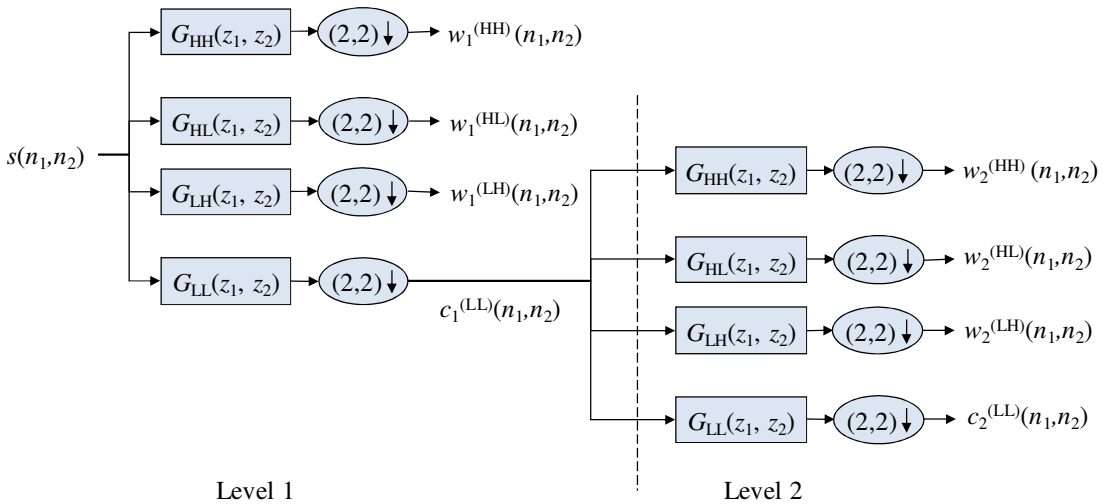 G_HH(z_1, z_2) (2,2) ↓ w_1^(HH) (n_1,n_2)
G_HL(z_1, z_2) (2,2) ↓ w_1^(HL)(n_1,n_2)
s(n_1,n_2)
G_LH(z_1, z_2) (2,2) ↓ w_1^(LH)(n_1,n_2)
G_LL(z_1, z_2) (2,2) ↓
c_1^(LL)(n_1,n_2)
G_HH(z_1, z_2) (2,2) ↓ w_2^(HH) (n_1,n_2)
G_HL(z_1, z_2) (2,2) ↓ w_2^(HL)(n_1,n_2)
G_LH(z_1, z_2) (2,2) ↓ w_2^(LH)(n_1,n_2)
G_LL(z_1, z_2) (2,2) ↓ c_2^(LL)(n_1,n_2)
Level 1
Level 2